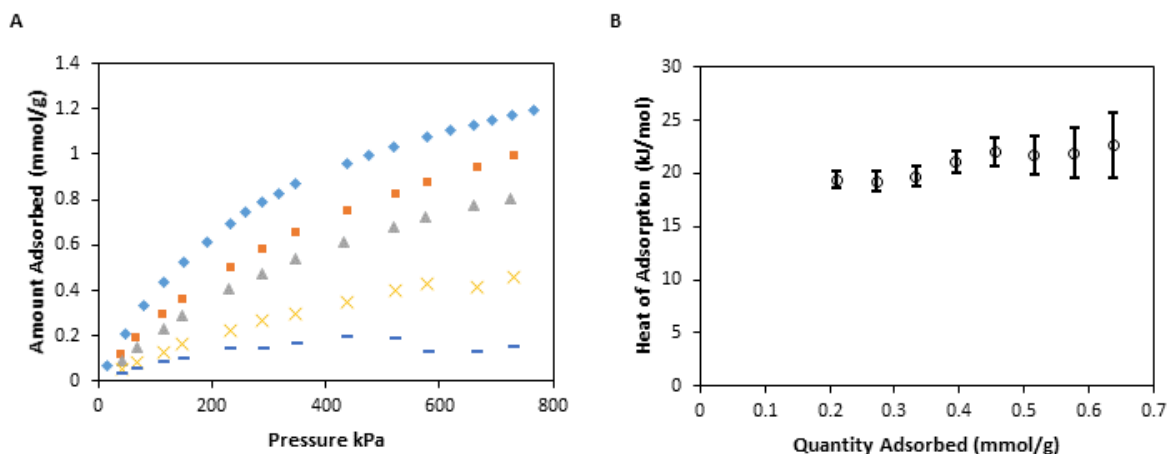 A
Amount Adsorbed (mmol/g)
1.4
1.2
1
0.8
0.6
0.4
0.2
0
0 200 400 600 800
Pressure kPa
B
Heat of Adsorption (kJ/mol)
30
25
20
15
10
5
0
0 0.1 0.2 0.3 0.4 0.5 0.6 0.7
Quantity Adsorbed (mmol/g)